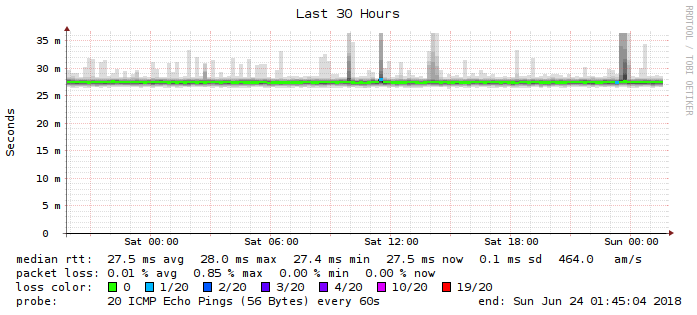 Last 30 Hours
RRDTOOL / TOBI OETIKER
Seconds
35 m
30 m
25 m
20 m
15 m
10 m
5 m
0
Sat 00:00 Sat 06:00 Sat 12:00 Sat 18:00 Sun 00:00
median rtt: 27.5 ms avg 28.0 ms max 27.4 ms min 27.5 ms now 0.1 ms sd 464.0 am/s
packet loss: 0.01 % avg 0.85 % max 0.00 % min 0.00 % now
loss color: 0 1/20 2/20 3/20 4/20 10/20 19/20
probe: 20 ICMP Echo Pings (56 Bytes) every 60s end: Sun Jun 24 01:45:04 2018